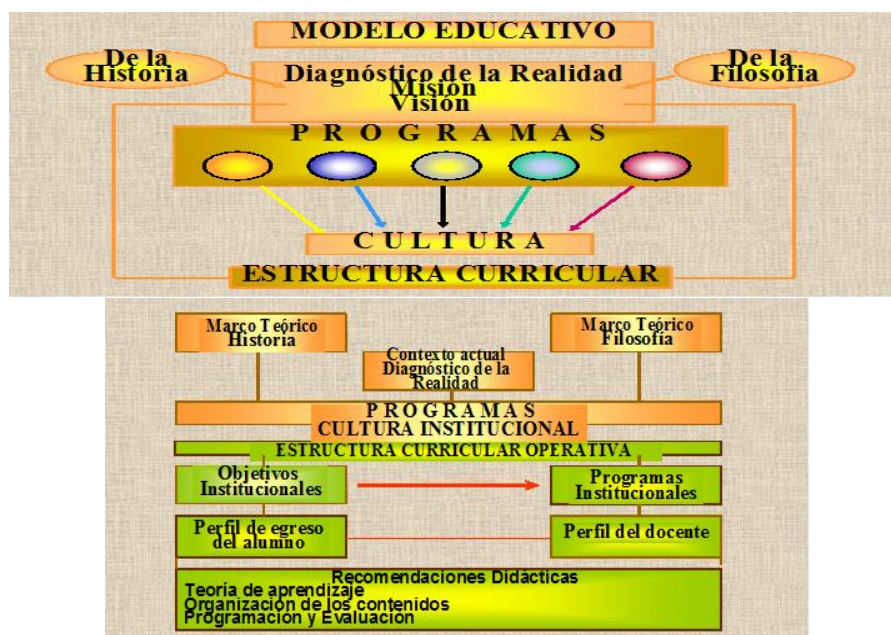 MODELO EDUCATIVO
De la
Historia
De la
Filosofia
Diagnóstico de la Realidad
Misión
Visión
P R O G R A M A S
C U L T U R A
ESTRUCTURA CURRICULAR
Marco Teórico
Historia
Marco Teórico
Filosofía
Contexto actual
Diagnóstico de la
Realidad
P R O G R A M A S
CULTURA INSTITUCIONAL
ESTRUCTURA CURRICULAR OPERATIVA
Objetivos
Institucionales
Programas
Institucionales
Perfil de egreso
del alumno
Perfil del docente
Recomendaciones Didácticas
Teoría de aprendizaje
Organización de los contenidos
Programación y Evaluación